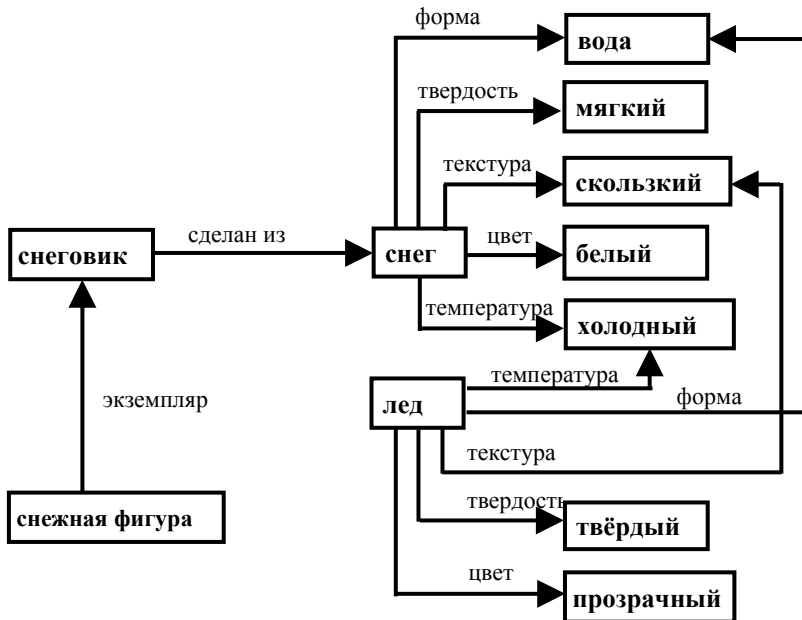 форма
вода
твердость
мягкий
текстура
скользкий
сделан из
цвет
снеговик
снег
белый
температура
холодный
температура
экземпляр
лед
форма
текстура
снежная фигура
твердость
твёрдый
цвет
прозрачный